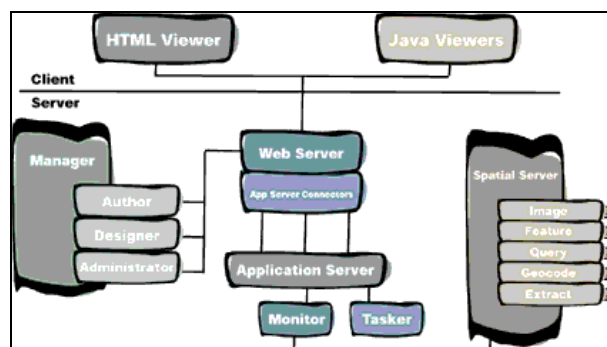 HTML Viewer
Java Viewers
Client
Server
Manager
Author
Designer
Administrator
Web Server
App Server Connectors
Application Server
Monitor
Tasker
Spatial Server
Image
Feature
Query
Geocode
Extract